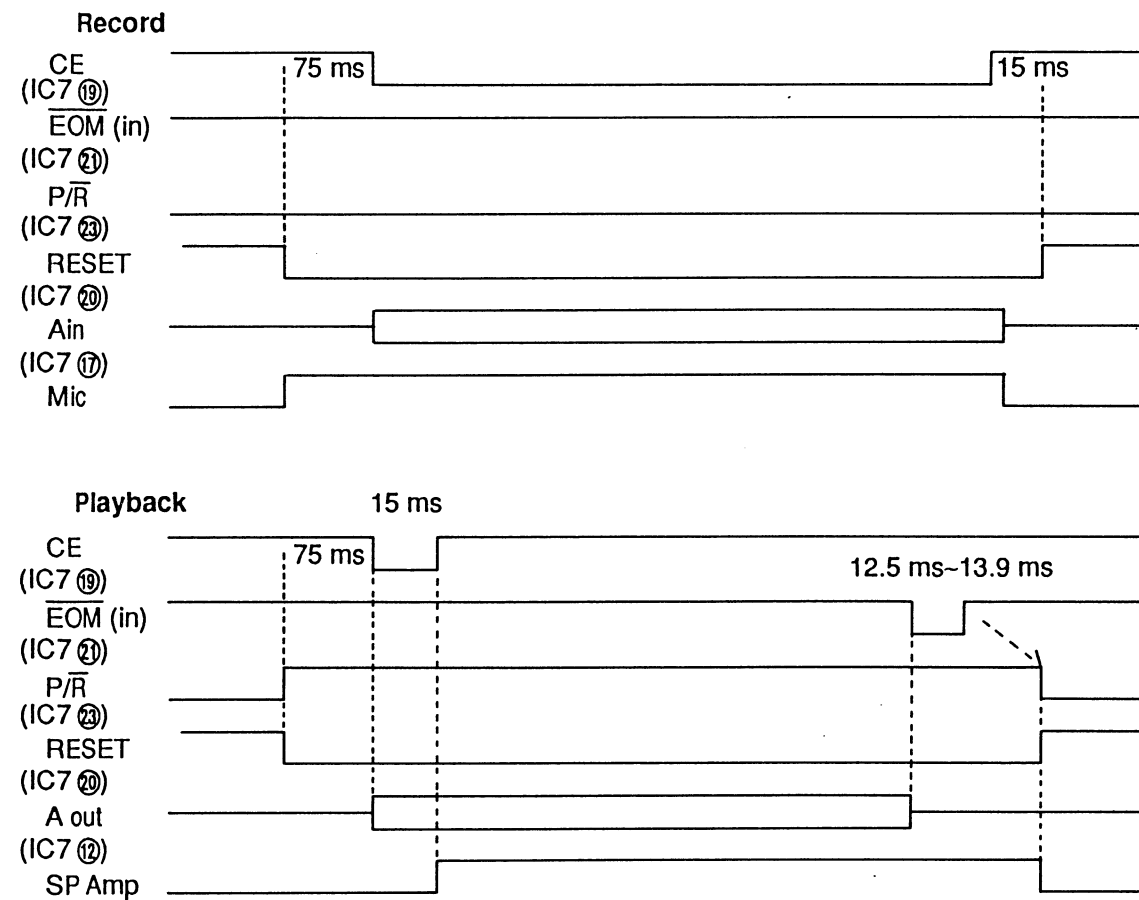 Record
CE
75 ms
15 ms
(IC7 ⑲)
E̅O̅M̅ (in)
(IC7 ㉑)
P/R̅
(IC7 ㉓)
RESET
(IC7 ⑳)
Ain
(IC7 ⑰)
Mic
Playback
15 ms
CE
75 ms
(IC7 ⑲)
12.5 ms~13.9 ms
E̅O̅M̅ (in)
(IC7 ㉑)
P/R̅
(IC7 ㉓)
RESET
(IC7 ⑳)
A out
(IC7 ⑫)
SP Amp